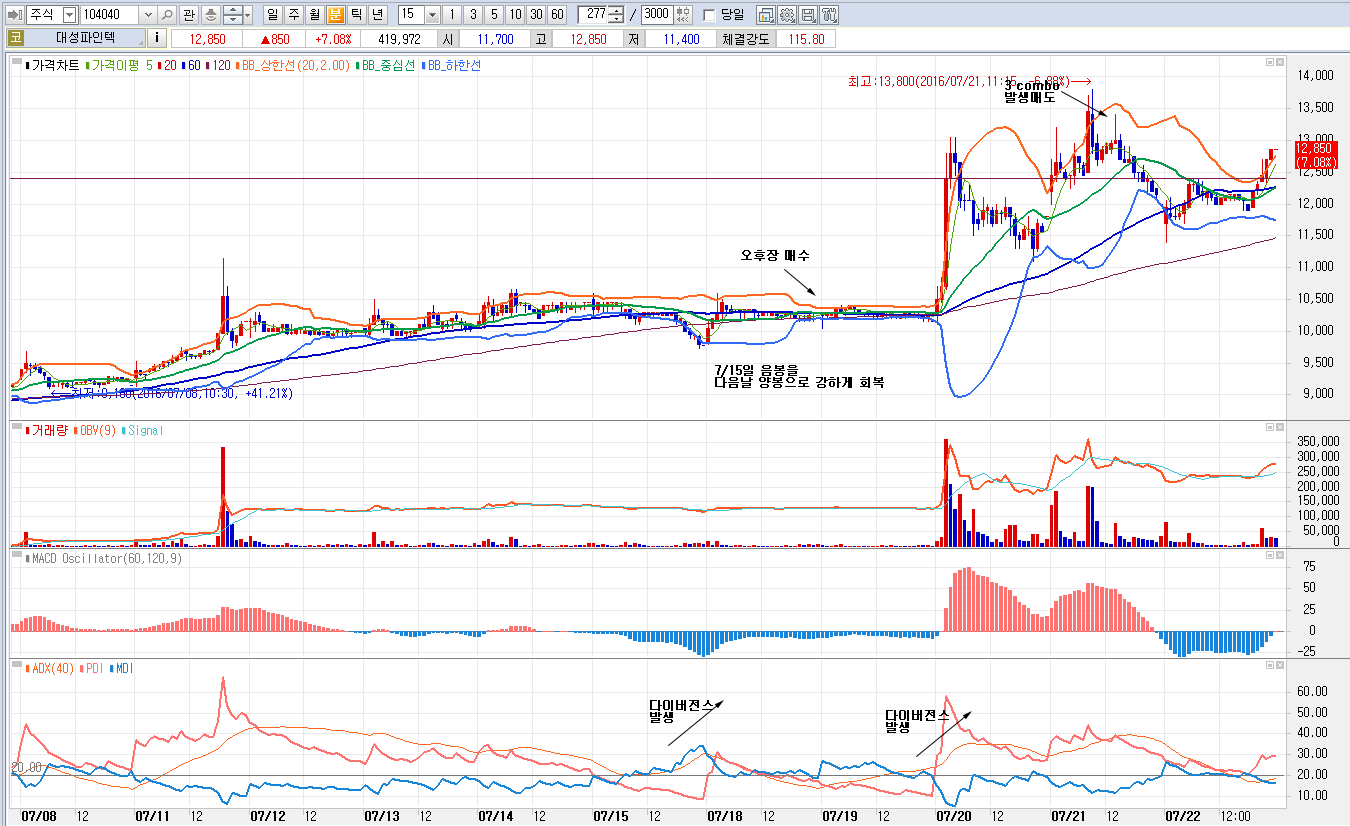 주식 104040 관 일 주 월 분 틱 년 15 1 3 5 10 30 60 277 / 3000 당일
코 대성파인텍 i 12,850 ▲850 +7.08% 419,972 시 11,700 고 12,850 저 11,400 체결강도 115.80
가격차트 가격이평 5 20 60 120 BB_상한선(20,2.00) BB_중심선 BB_하한선
최고:13,800(2016/07/21,11:15, -6.88%)
3 combo
발생매도
14,000
13,500
13,000
12,850
(7.08%)
12,500
12,000
11,500
11,000
10,500
10,000
9,500
9,000
오후장 매수
7/15일 음봉을
다음날 양봉으로 강하게 회복
(2016/07/08,10:30, +41.21%)
거래량 OBV(9) Signal
350,000
300,000
250,000
200,000
150,000
100,000
50,000
0
MACD Oscillator(60,120,9)
75
50
25
0
-25
ADX(40) PDI MDI
다이버전스
발생
다이버전스
발생
60.00
50.00
40.00
30.00
20.00
10.00
20.00
07/08 12 07/11 12 07/12 12 07/13 12 07/14 12 07/15 12 07/18 12 07/19 12 07/20 12 07/21 12 07/22 12:00